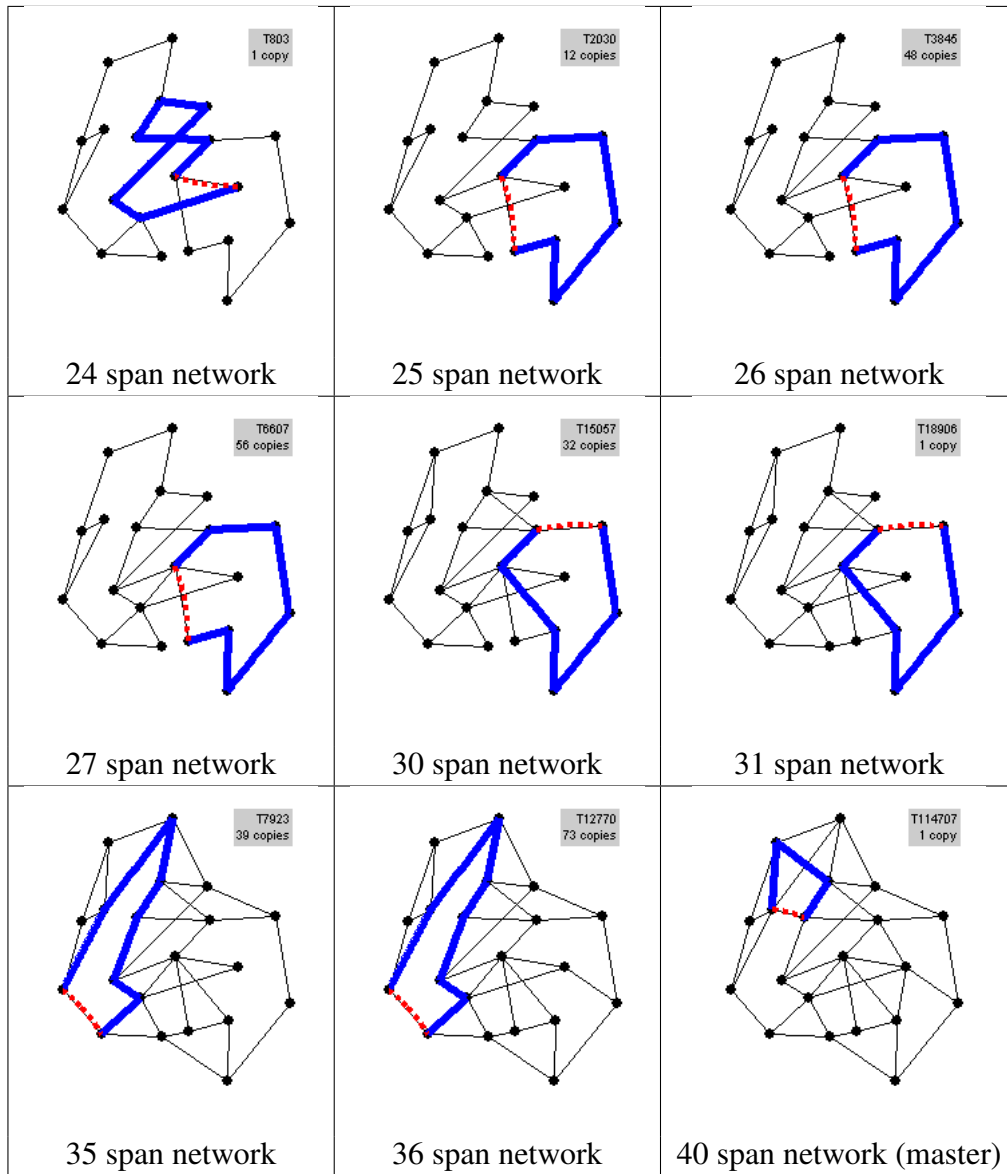 T803
1 copy
24 span network
T2030
12 copies
25 span network
T3845
48 copies
26 span network
T6607
56 copies
27 span network
T15057
32 copies
30 span network
T18906
1 copy
31 span network
T7923
39 copies
35 span network
T12770
73 copies
36 span network
T114707
1 copy
40 span network (master)